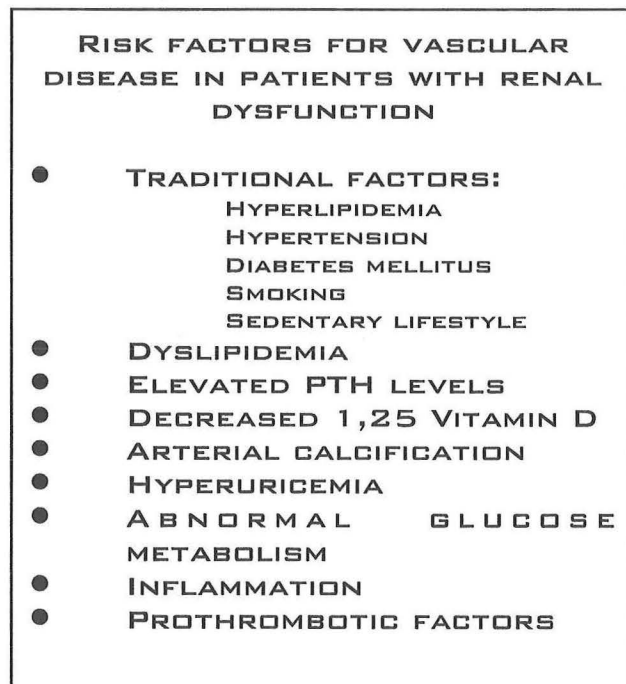 RISK FACTORS FOR VASCULAR
DISEASE IN PATIENTS WITH RENAL
DYSFUNCTION
● TRADITIONAL FACTORS:
HYPERLIPIDEMIA
HYPERTENSION
DIABETES MELLITUS
SMOKING
SEDENTARY LIFESTYLE
● DYSLIPIDEMIA
● ELEVATED PTH LEVELS
● DECREASED 1,25 VITAMIN D
● ARTERIAL CALCIFICATION
● HYPERURICEMIA
● ABNORMAL GLUCOSE
METABOLISM
● INFLAMMATION
● PROTHROMBOTIC FACTORS